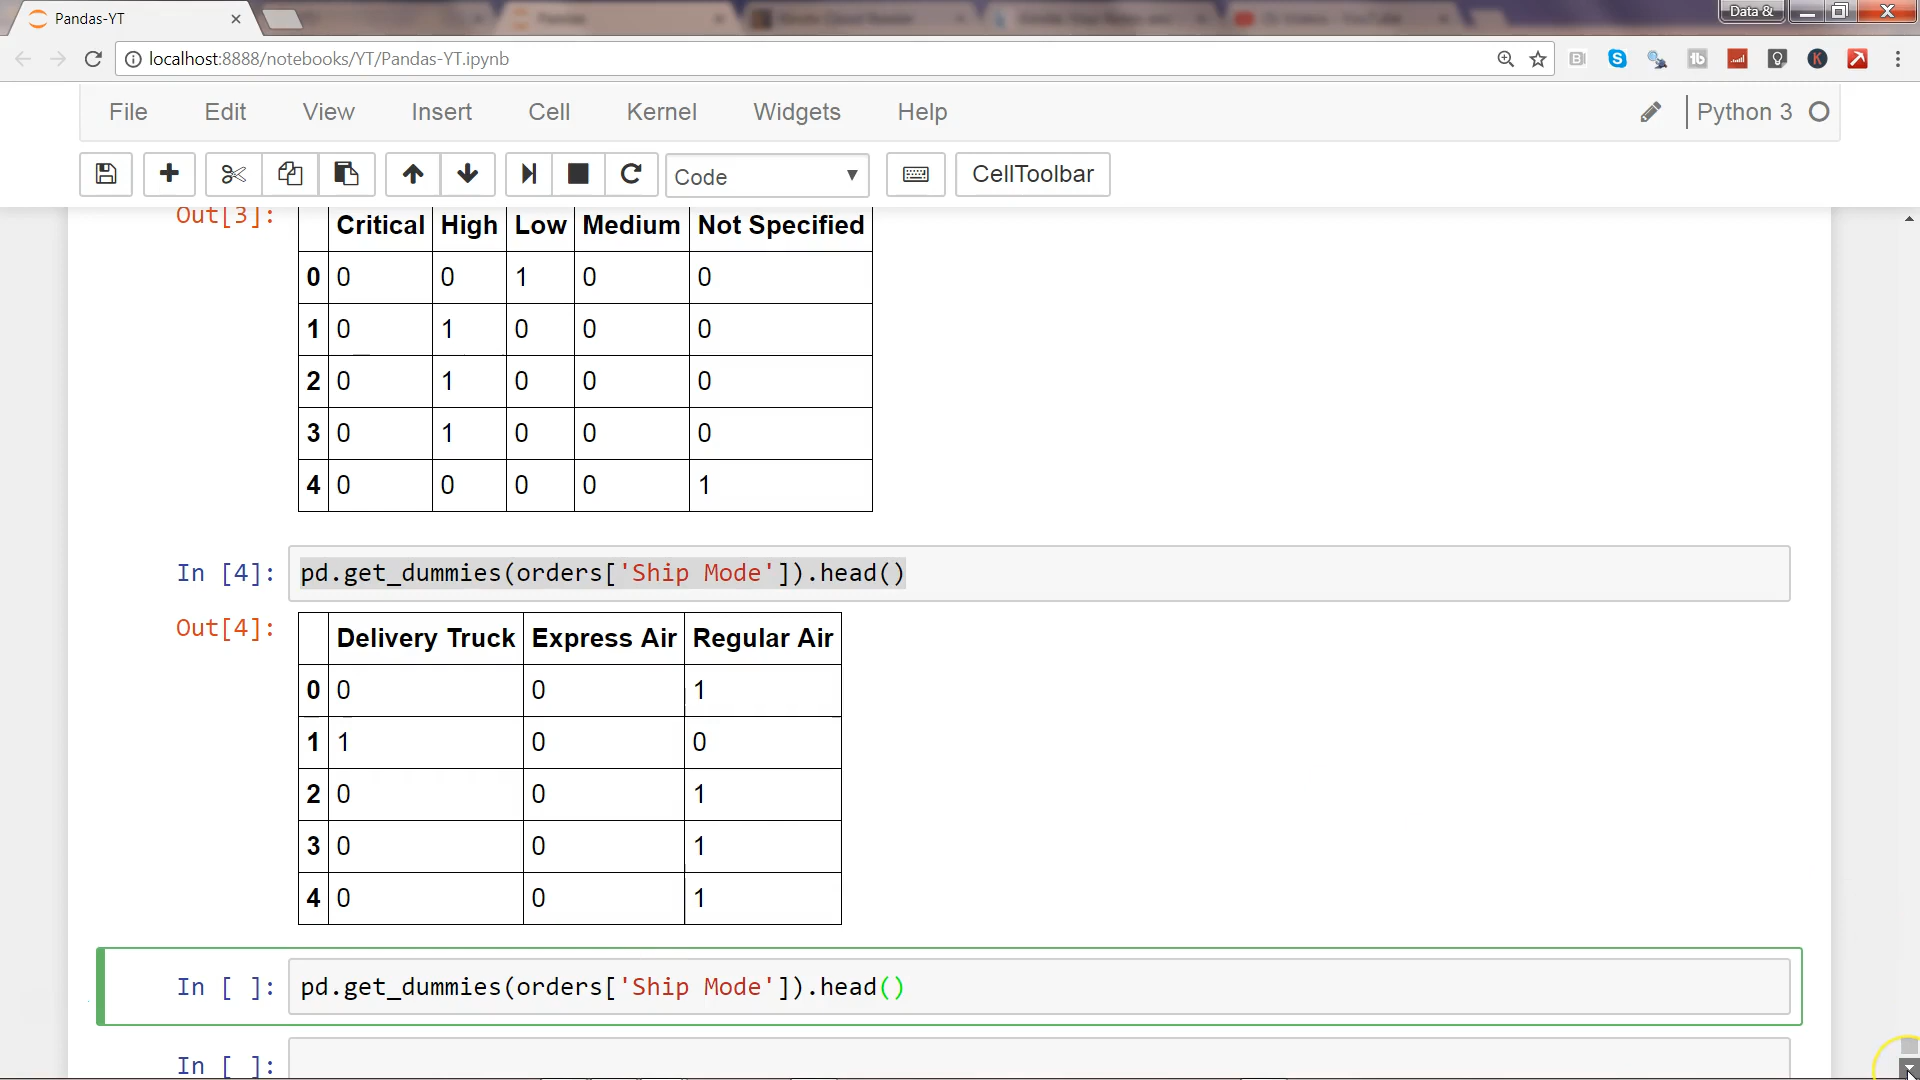 Pandas-YT
Data &
localhost:8888/notebooks/YT/Pandas-YT.ipynb
File Edit View Insert Cell Kernel Widgets Help
Python 3
Code CellToolbar
Out[3]:
Critical High Low Medium Not Specified
0 0 0 1 0 0
1 0 1 0 0 0
2 0 1 0 0 0
3 0 1 0 0 0
4 0 0 0 0 1
In [4]: pd.get_dummies(orders['Ship Mode']).head()
Out[4]:
Delivery Truck Express Air Regular Air
0 0 0 1
1 1 0 0
2 0 0 1
3 0 0 1
4 0 0 1
In [ ]: pd.get_dummies(orders['Ship Mode']).head()
In [ ]: